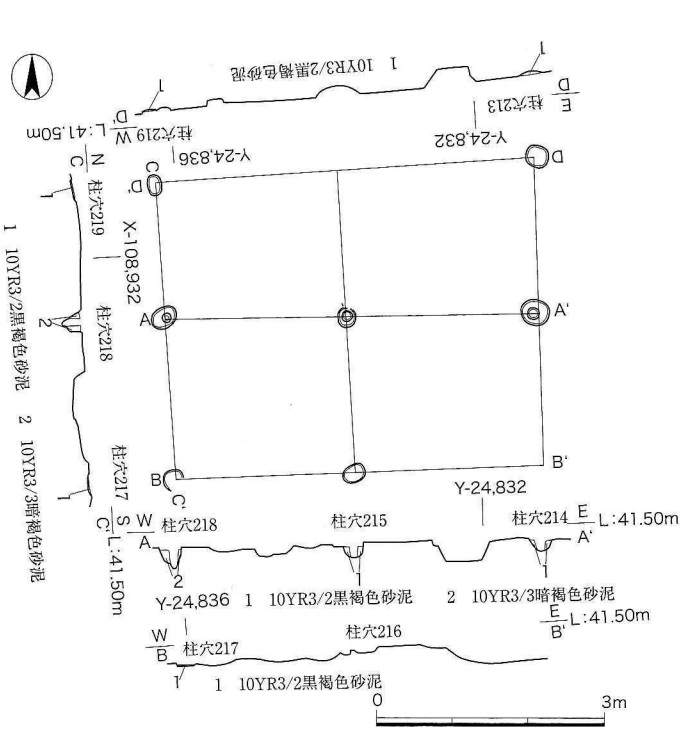 1 10YR3/2黒褐色砂泥
1
1
D
E
柱穴213
Y-24,832
D'
W
柱穴219
L:41.50m
Y-24,836
N
C
柱穴219
1
X-108,932
柱穴218
2
1 10YR3/2黒褐色砂泥 2 10YR3/3暗褐色砂泥
柱穴217
1
S
C'
L:41.50m
C
D'
D
A
A'
B
C'
B'
Y-24,832
W
A
柱穴218
柱穴215
柱穴214
E
A'
L:41.50m
2
1
1
Y-24,836
1 10YR3/2黒褐色砂泥 2 10YR3/3暗褐色砂泥
W
B
柱穴217
柱穴216
E
B'
L:41.50m
1
1 10YR3/2黒褐色砂泥
0 3m